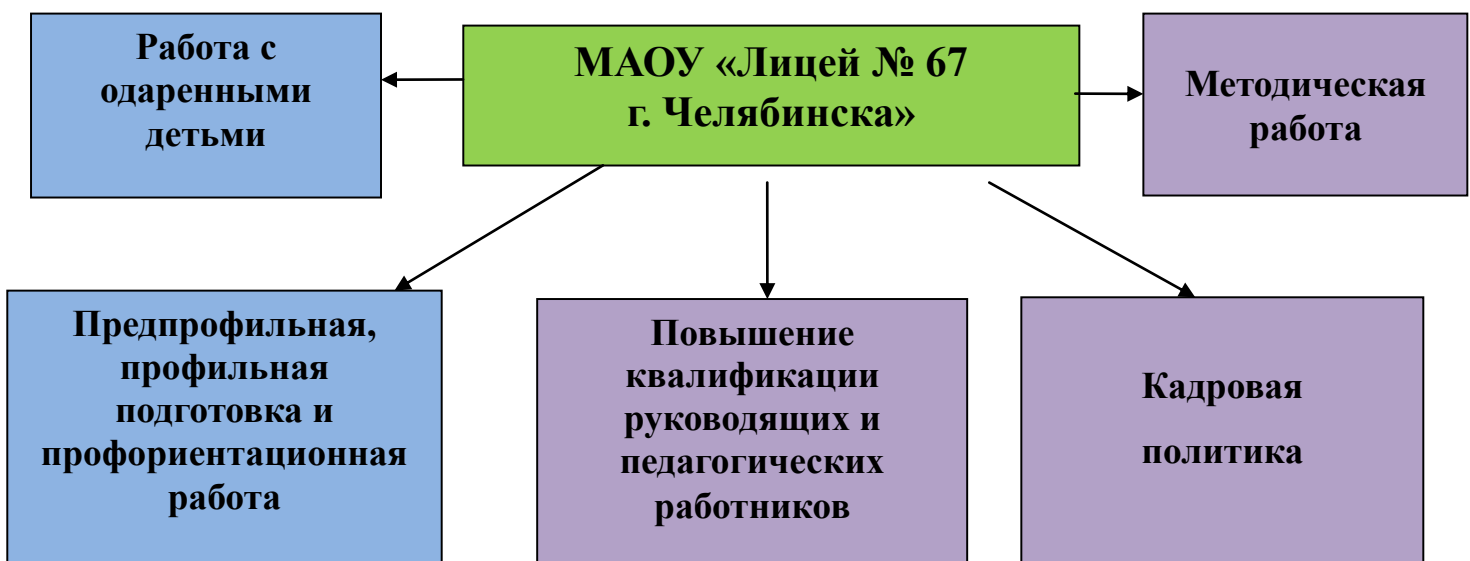 Работа с
одаренными
детьми
МАОУ «Лицей № 67
г. Челябинска»
Методическая
работа
Предпрофильная,
профильная
подготовка и
профориентационная
работа
Повышение
квалификации
руководящих и
педагогических
работников
Кадровая
политика